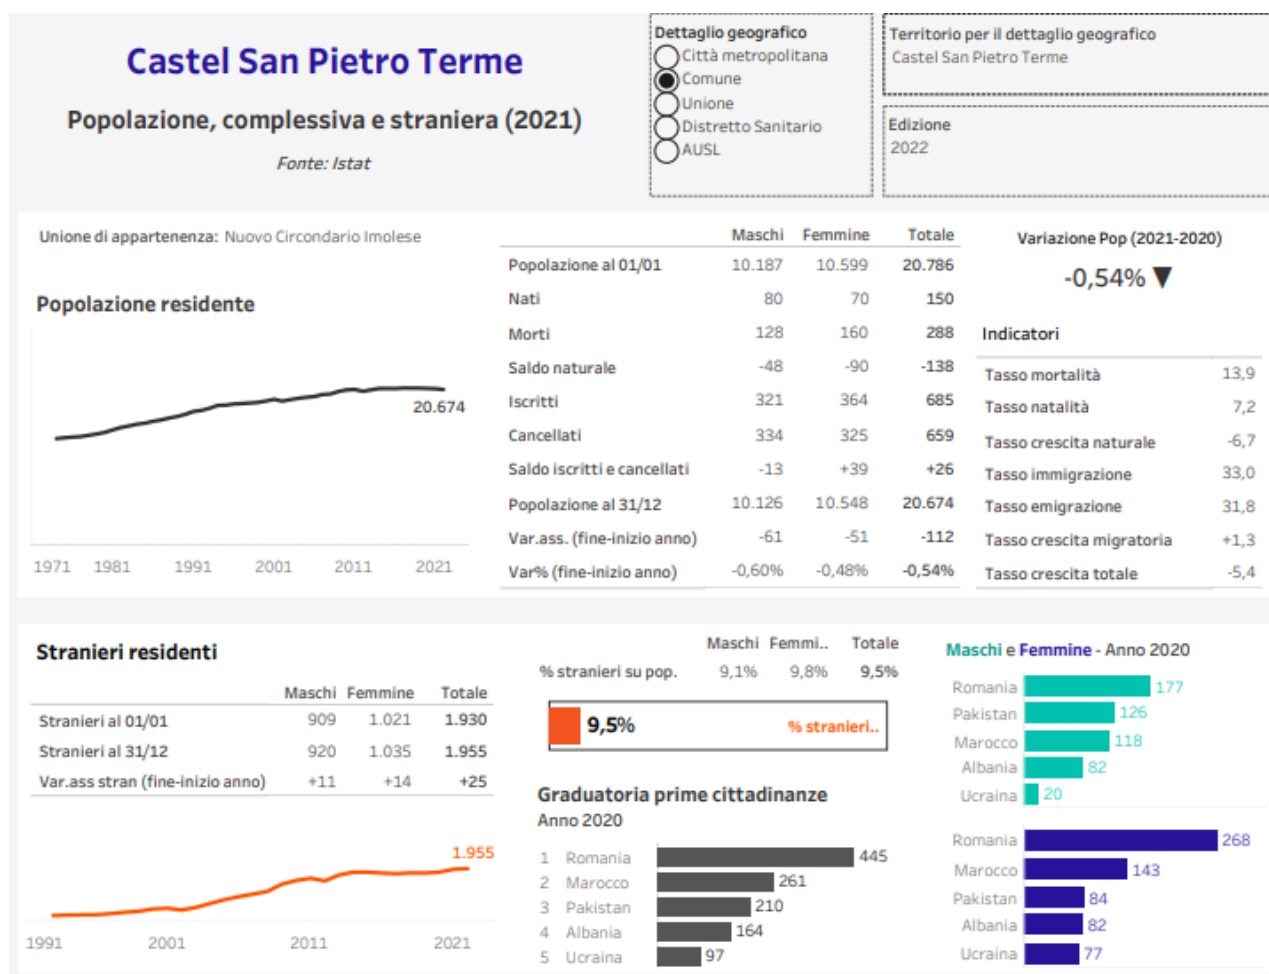 Castel San Pietro Terme
Popolazione, complessiva e straniera (2021)
Fonte: Istat
Dettaglio geografico
Città metropolitana
Comune
Unione
Distretto Sanitario
AUSL
Territorio per il dettaglio geografico
Castel San Pietro Terme
Edizione
2022
Unione di appartenenza: Nuovo Circondario Imolese
Popolazione residente
20.674
1971 1981 1991 2001 2011 2021
Maschi Femmine Totale
Popolazione al 01/01 10.187 10.599 20.786
Nati 80 70 150
Morti 128 160 288
Saldo naturale -48 -90 -138
Iscritti 321 364 685
Cancellati 334 325 659
Saldo iscritti e cancellati -13 +39 +26
Popolazione al 31/12 10.126 10.548 20.674
Var.ass. (fine-inizio anno) -61 -51 -112
Var% (fine-inizio anno) -0,60% -0,48% -0,54%
Variazione Pop (2021-2020)
-0,54% ▼
Indicatori
Tasso mortalità 13,9
Tasso natalità 7,2
Tasso crescita naturale -6,7
Tasso immigrazione 33,0
Tasso emigrazione 31,8
Tasso crescita migratoria +1,3
Tasso crescita totale -5,4
Stranieri residenti
Maschi Femmine Totale
Stranieri al 01/01 909 1.021 1.930
Stranieri al 31/12 920 1.035 1.955
Var.ass stran (fine-inizio anno) +11 +14 +25
1.955
1991 2001 2011 2021
Maschi Femmi.. Totale
% stranieri su pop. 9,1% 9,8% 9,5%
9,5% % stranieri..
Graduatoria prime cittadinanze
Anno 2020
1 Romania 445
2 Marocco 261
3 Pakistan 210
4 Albania 164
5 Ucraina 97
Maschi e Femmine - Anno 2020
Romania 177
Pakistan 126
Marocco 118
Albania 82
Ucraina 20
Romania 268
Marocco 143
Pakistan 84
Albania 82
Ucraina 77